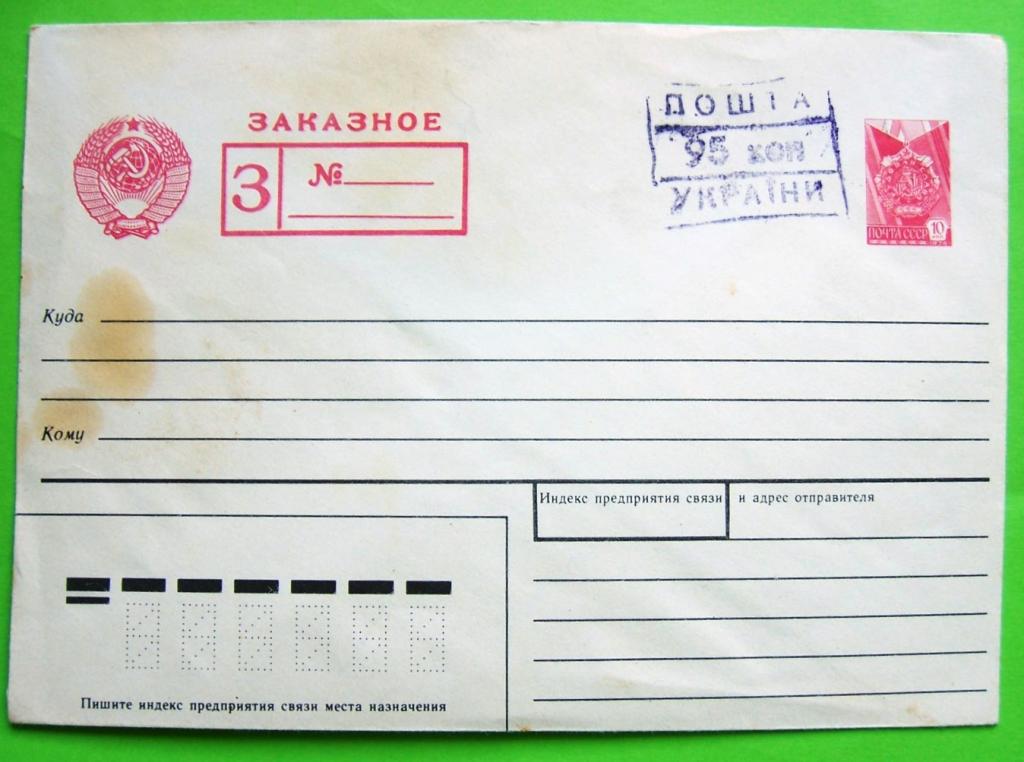 ЗАКАЗНОЕ
З №
ПОШТА
95 коп
УКРАЇНИ
ПОЧТА СССР 10
Куда
Кому
Индекс предприятия связи и адрес отправителя
Пишите индекс предприятия связи места назначения